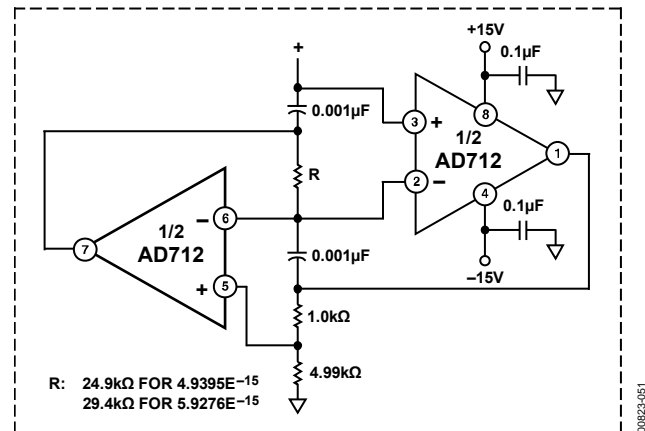 +15V
0.1µF
+
0.001µF
3
+
8
1/2
AD712
1
R
2
–
4
0.1µF
–15V
6
–
1/2
AD712
7
5
+
0.001µF
1.0kΩ
4.99kΩ
R: 24.9kΩ FOR 4.9395E–15
29.4kΩ FOR 5.9276E–15
00823-051